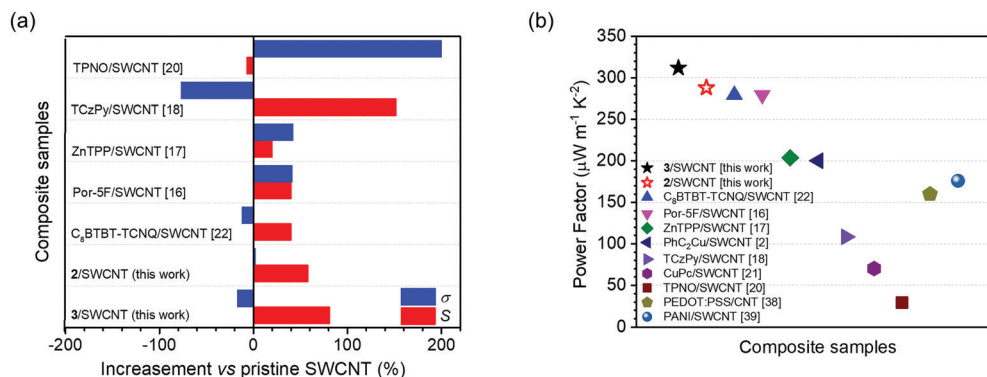 (a)
Composite samples
TPNO/SWCNT [20]
TCzPy/SWCNT [18]
ZnTPP/SWCNT [17]
Por-5F/SWCNT [16]
C₈BTBT-TCNQ/SWCNT [22]
2/SWCNT (this work)
3/SWCNT (this work)
σ
S
-200 -100 0 100 200
Increasement vs pristine SWCNT (%)
(b)
Power Factor (μW m⁻¹ K⁻²)
350
300
250
200
150
100
50
0
3/SWCNT [this work]
2/SWCNT [this work]
C₈BTBT-TCNQ/SWCNT [22]
Por-5F/SWCNT [16]
ZnTPP/SWCNT [17]
PhC₂Cu/SWCNT [2]
TCzPy/SWCNT [18]
CuPc/SWCNT [21]
TPNO/SWCNT [20]
PEDOT:PSS/CNT [38]
PANI/SWCNT [39]
Composite samples